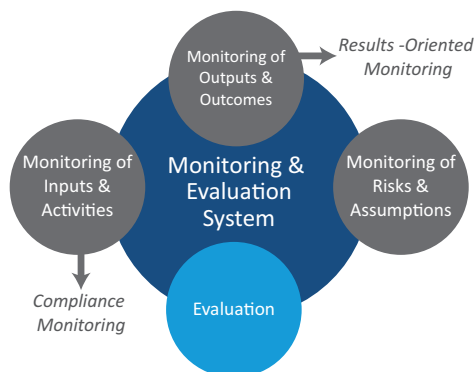 Monitoring of
Outputs &
Outcomes
Results -Oriented
Monitoring
Monitoring of
Inputs &
Activities
Monitoring &
Evaluation
System
Monitoring of
Risks &
Assumptions
Compliance
Monitoring
Evaluation